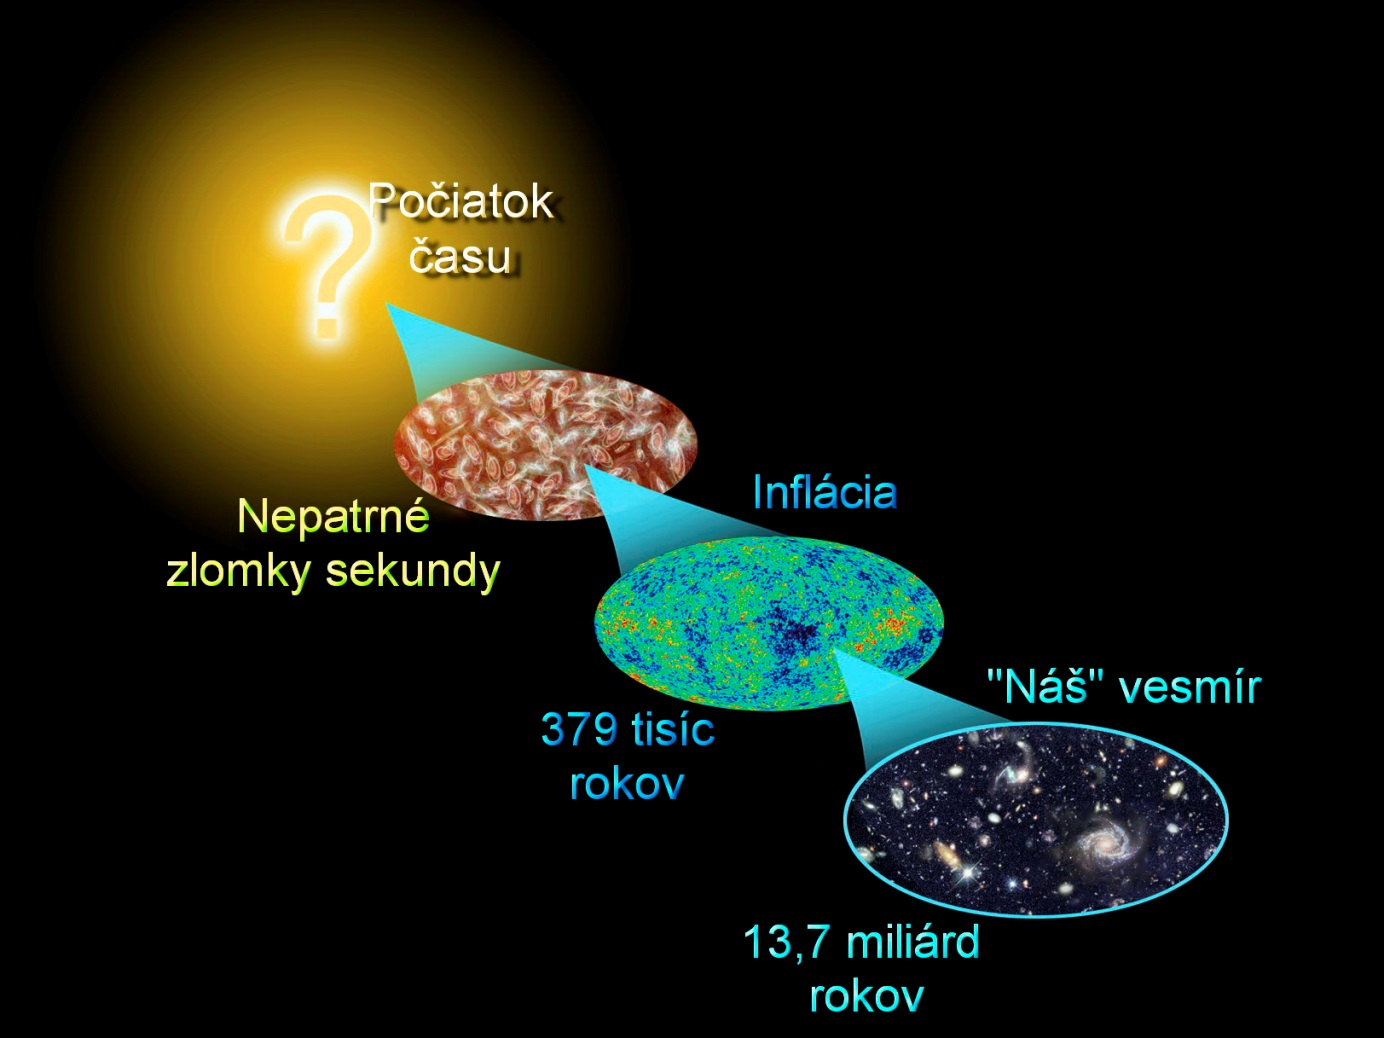 ?
Počiatok
času
Nepatrné
zlomky sekundy
Inflácia
379 tisíc
rokov
"Náš" vesmír
13,7 miliárd
rokov